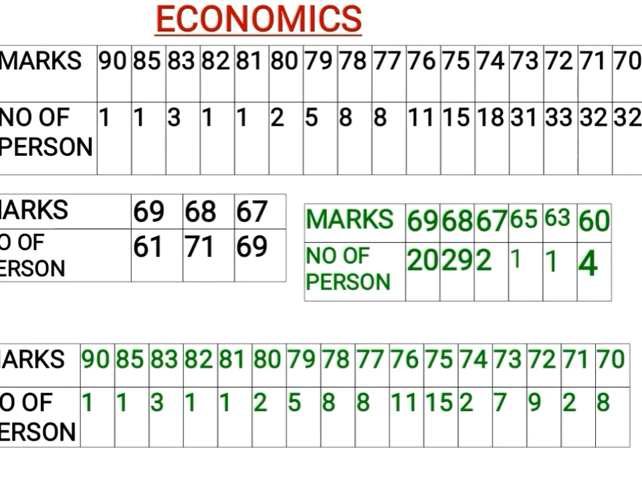 ECONOMICS
MARKS 90 85 83 82 81 80 79 78 77 76 75 74 73 72 71 70
NO OF PERSON 1 1 3 1 1 2 5 8 8 11 15 18 31 33 32 32
ARKS 69 68 67
O OF ERSON 61 71 69
MARKS 69 68 67 65 63 60
NO OF PERSON 20 29 2 1 1 4
ARKS 90 85 83 82 81 80 79 78 77 76 75 74 73 72 71 70
O OF ERSON 1 1 3 1 1 2 5 8 8 11 15 2 7 9 2 8